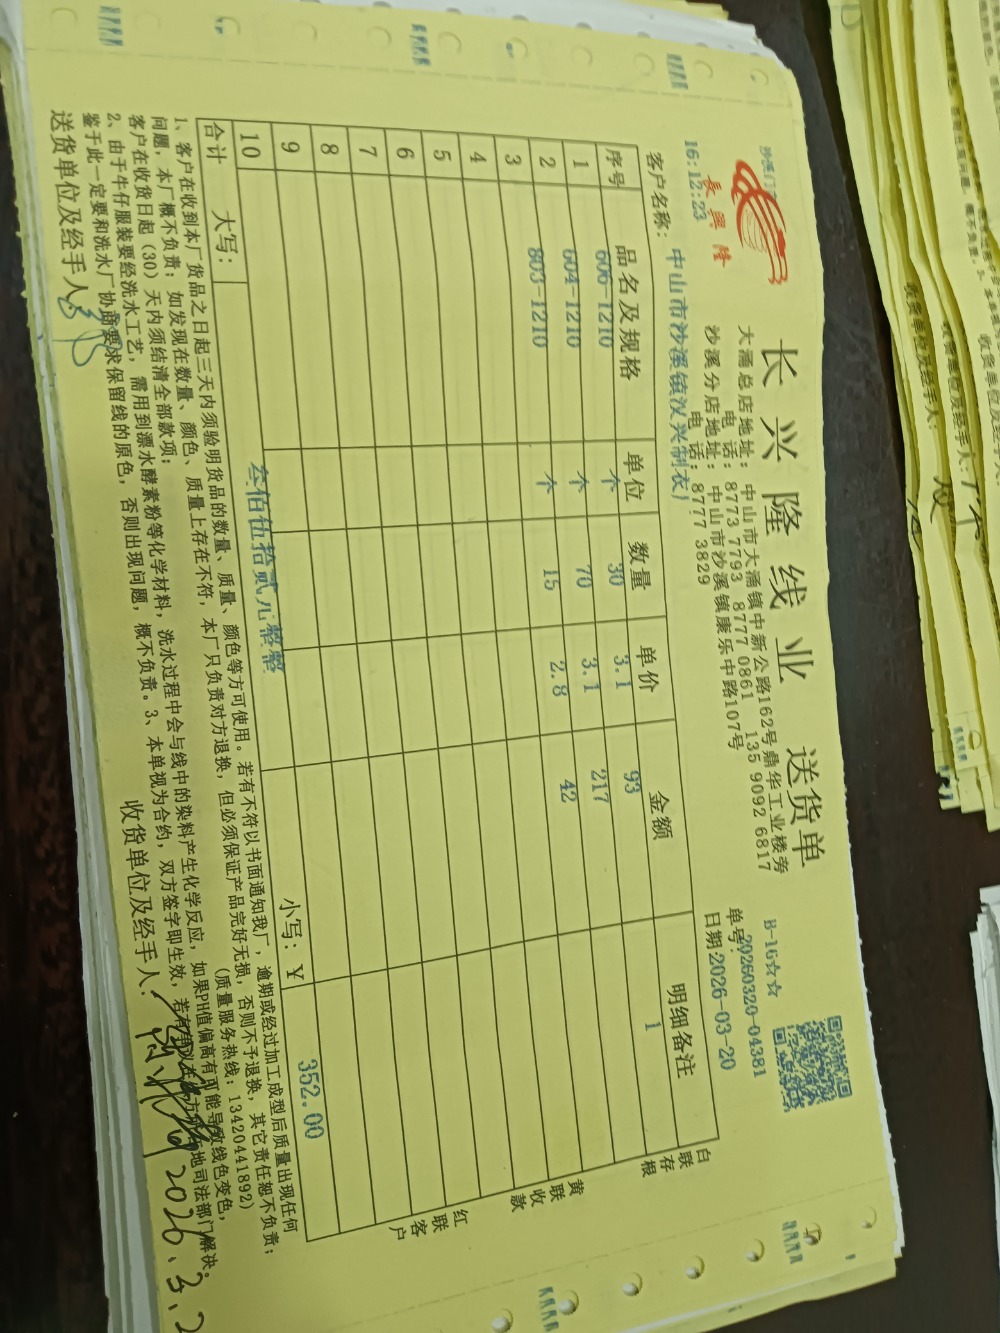 沙溪门
長興隆
16:12:23
长兴隆线业 送货单
大涌总店地址：中山市大涌镇中新公路162号鼎华工业楼旁
电话：8773 7793 8777 0861 135 9092 6817
沙溪分店地址：中山市沙溪镇康乐中路107号
电话：8777 3829
B-16☆☆
单号:20260320-04381
日期2026-03-20
客户名称：中山市沙溪镇汉兴制衣厂
序号 品名及规格 单位 数量 单价 金额 明细备注
1 606-1210 个 30 3.1 93 1
2 604-1210 个 70 3.1 217
3 803-1210 个 15 2.8 42
4
5
6
7
8
9
10
合计 大写：叁佰伍拾贰元整整 小写：￥ 352.00
白联存根
黄联收款
红联客户
1、客户在收到本厂货品之日起三天内须验明货品的数量、质量、颜色等方可使用。若有不符以书面通知我厂，逾期或经过加工成型后质量出现任何
问题，本厂概不负责；如发现在数量、颜色、质量上存在不符，本厂只负责对方退换，但必须保证产品完好无损，否则不予退换，其它责任恕不负责；
客户在收货日起（30）天内须结清全部款项；（质量服务热线：13420441892）
2、由于牛仔服装要经洗水工艺，需用到漂水酵素粉等化学材料，洗水过程中会与线中的染料产生化学反应，如果PH值偏高有可能导致线色变色，
鉴于此一定要和洗水厂协商要求保留线的原色，否则出现问题，概不负责。3、本单视为合约，双方签字即生效，若有
地司法部门解决。
送货单位及经手人：
收货单位及经手人：
2026.3.2